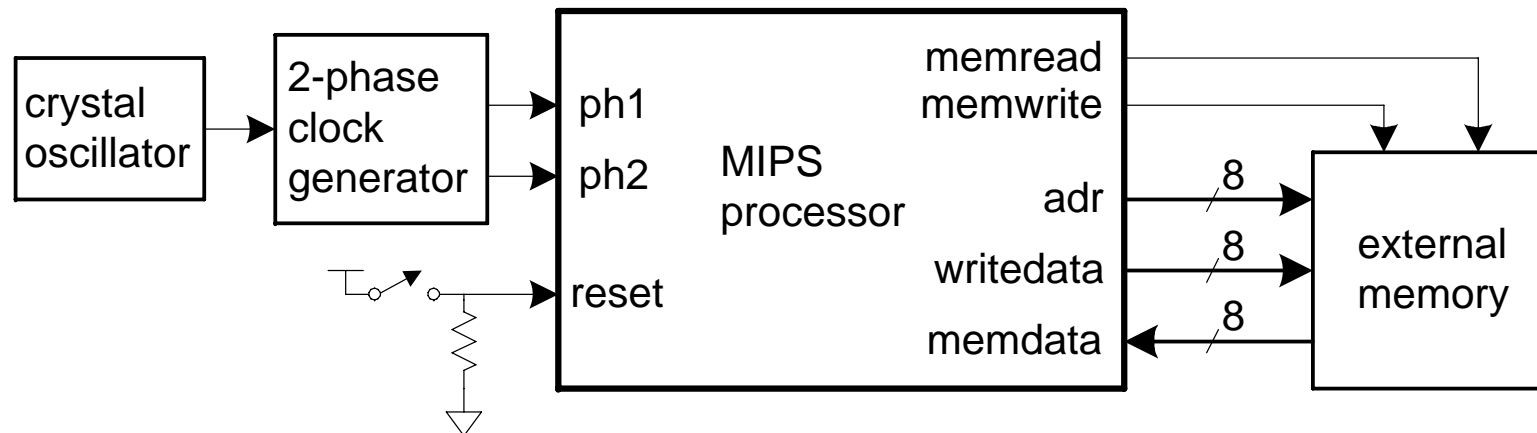 crystal
oscillator
2-phase
clock
generator
ph1
ph2
reset
MIPS
processor
memread
memwrite
adr
writedata
memdata
8
8
8
external
memory